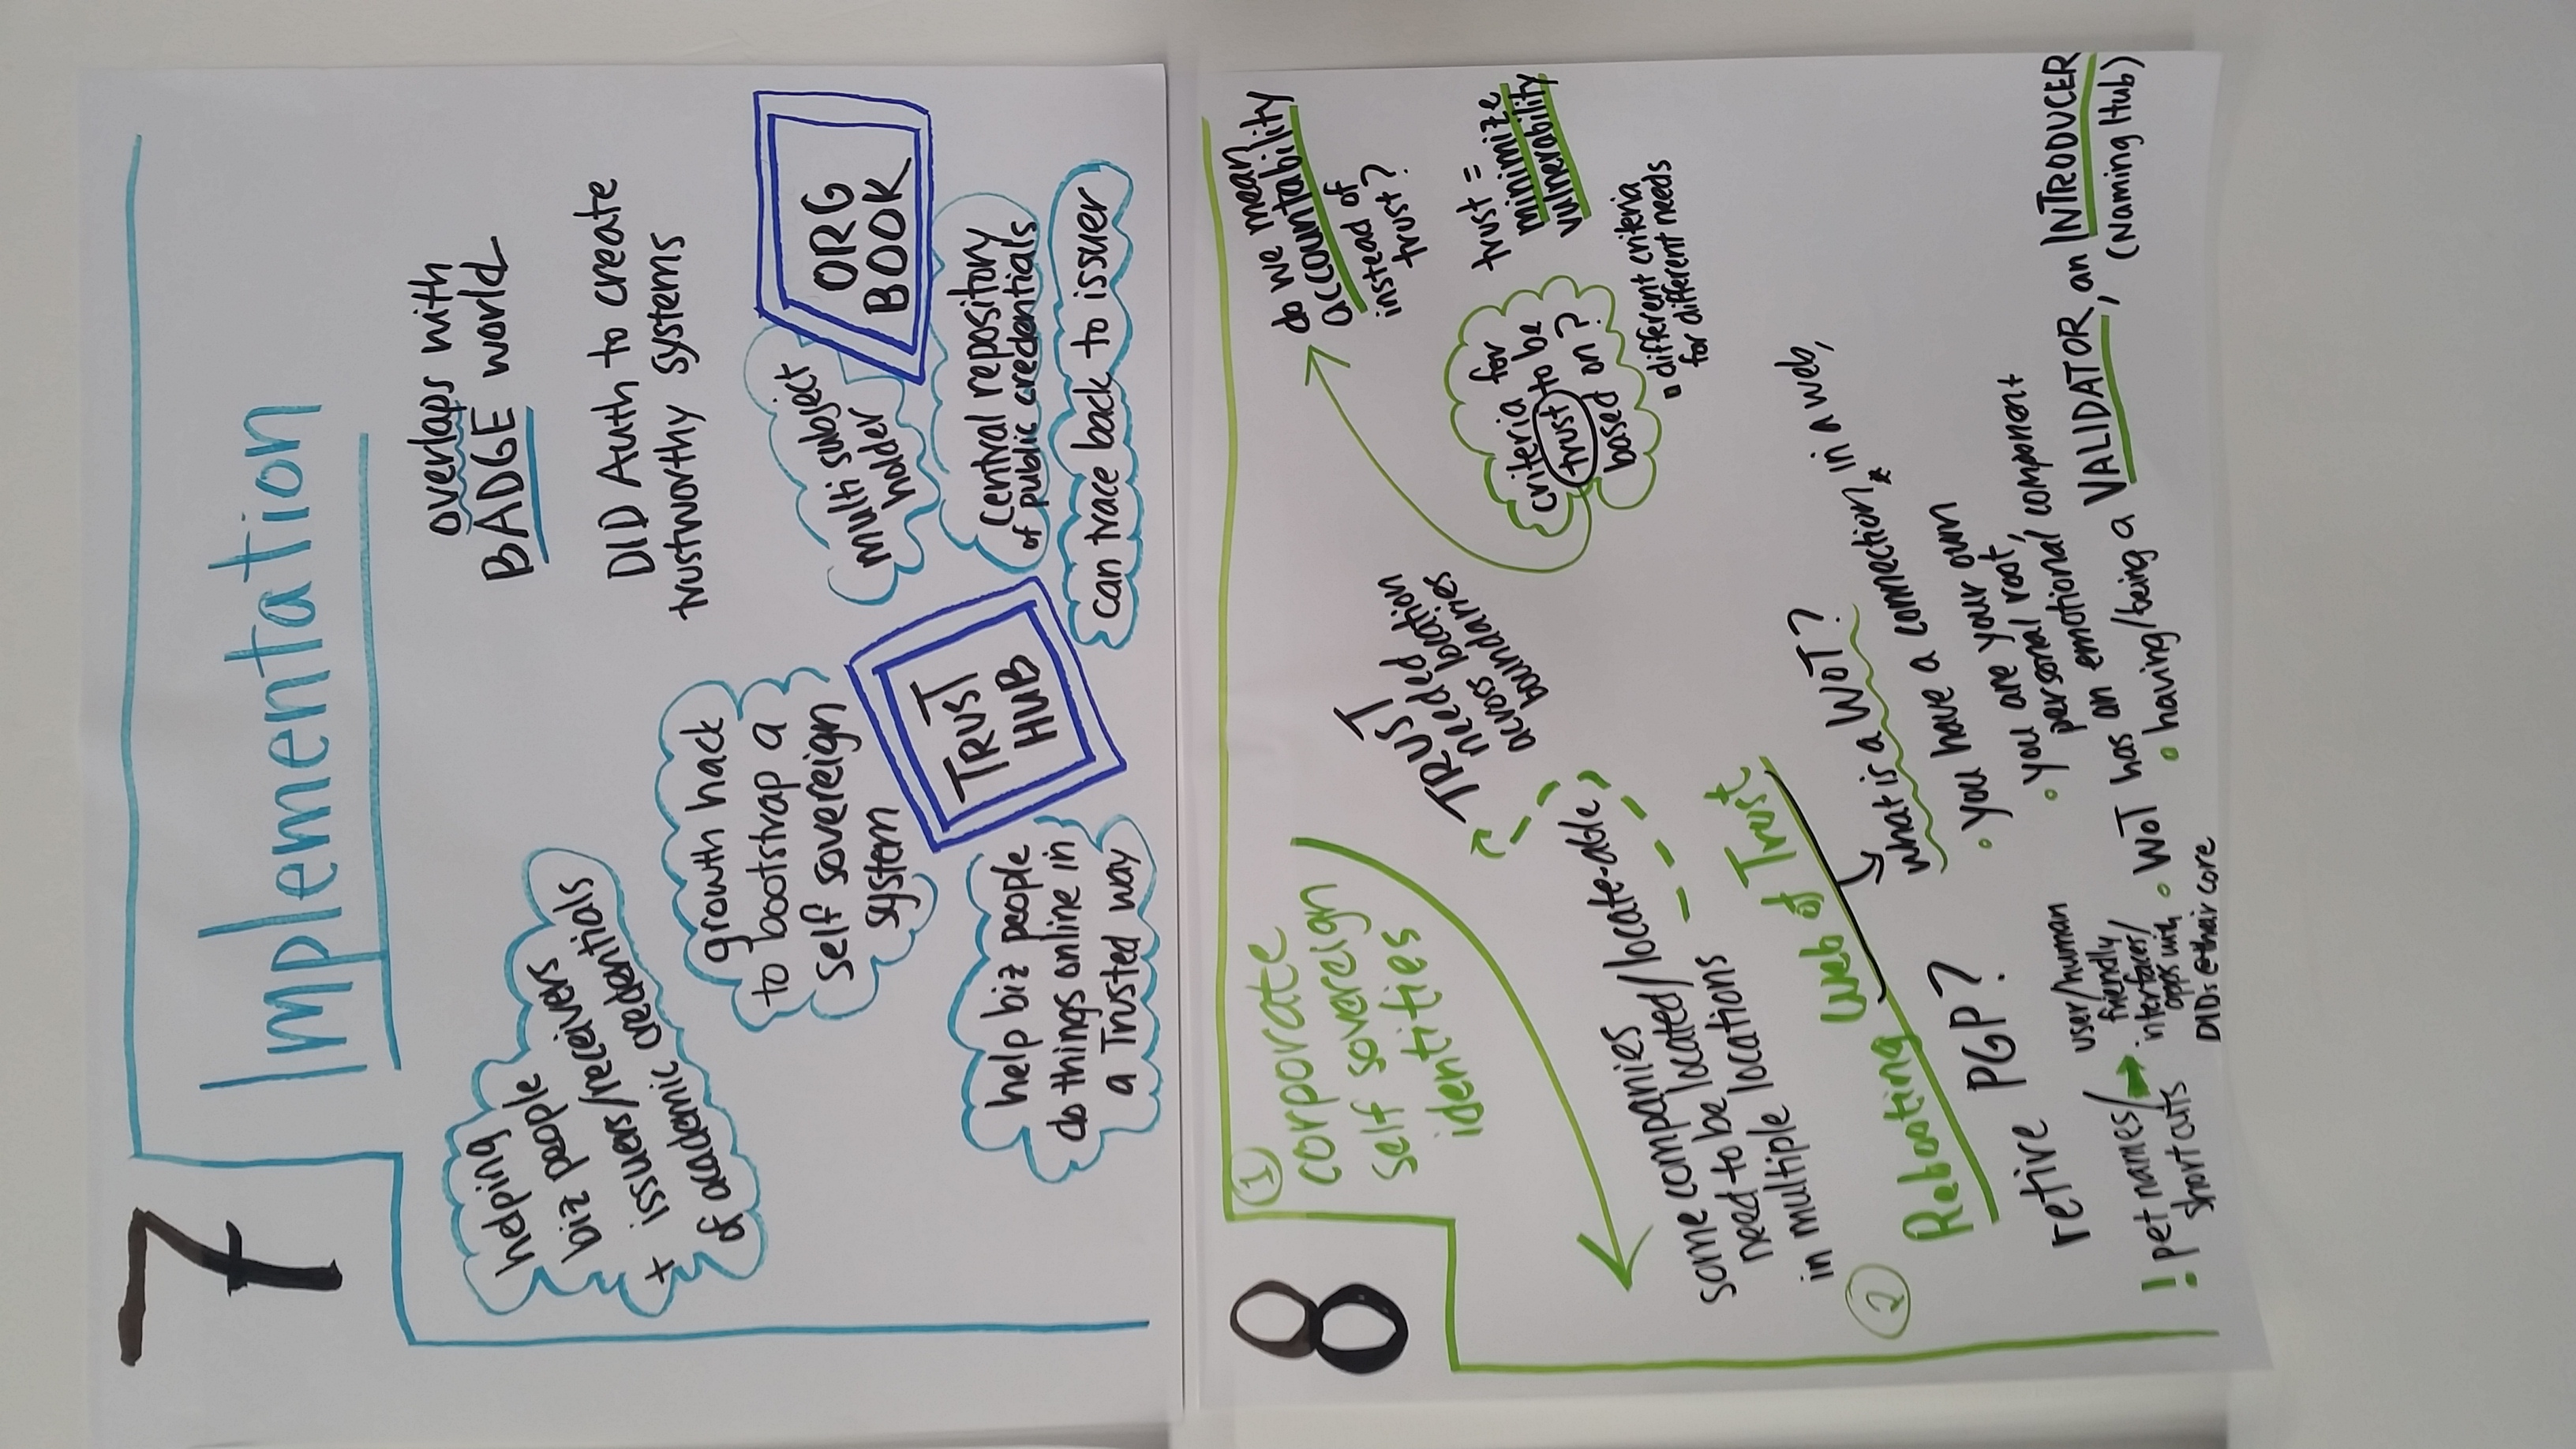 7
Implementation
helping
biz people
+ issuers/receivers
of academic credentials
overlaps with
BADGE world
DID Auth to create
trustworthy systems
growth hack
to bootstrap a
self sovereign
system
TRUST
HUB
help biz people
do things online in
a Trusted way
multi subject
holder
ORG
BOOK
central repository
of public credentials
can trace back to issuer
8
1
corporate
self sovereign
identities
some companies
need to be located/locate-able
in multiple locations
TRUST
needed
across location
boundaries
do we mean
accountability
instead of
trust?
criteria for
trust to be
based on?
trust =
minimize
vulnerability
▪ different criteria
for different needs
2
Rebooting Web of Trust
retire PGP?
! pet names/
shortcuts
user/human
friendly
interfaces/
apps with
DIDs @ their core
what is a WoT?
• you have a connection * in a web,
• you are your own
personal root,
• WoT has an emotional component
• having/being a VALIDATOR, an INTRODUCER
(Naming Hub)